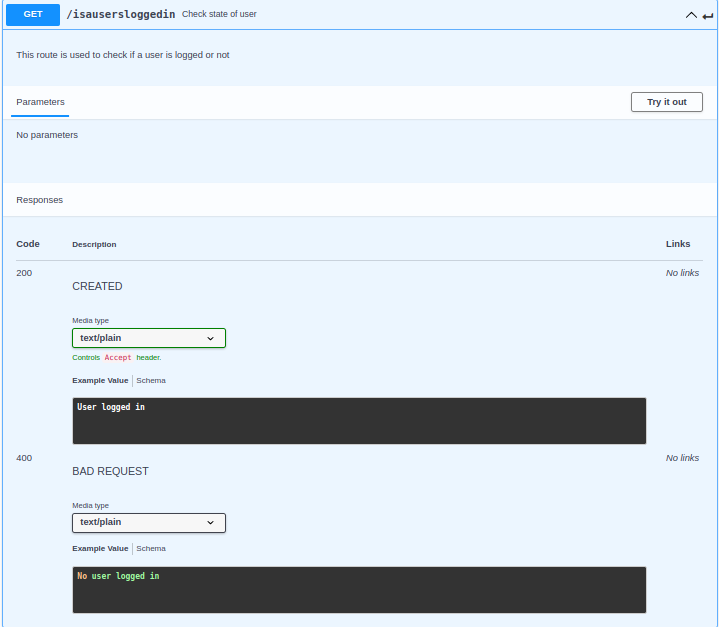 GET /isausersloggedin Check state of user
This route is used to check if a user is logged or not
Parameters Try it out
No parameters
Responses
Code Description Links
200 No links
CREATED
Media type
text/plain
Controls Accept header.
Example Value Schema
User logged in
400 No links
BAD REQUEST
Media type
text/plain
Example Value Schema
No user logged in